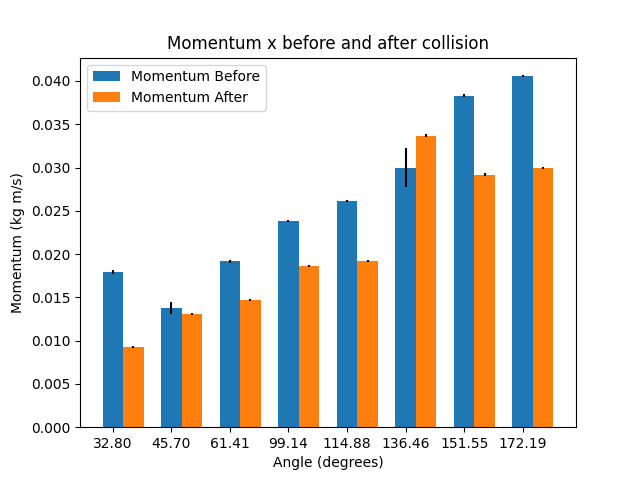 Momentum x before and after collision
Momentum Before
Momentum After
0.040
0.035
0.030
0.025
0.020
0.015
0.010
0.005
0.000
Momentum (kg m/s)
32.80 45.70 61.41 99.14 114.88 136.46 151.55 172.19
Angle (degrees)